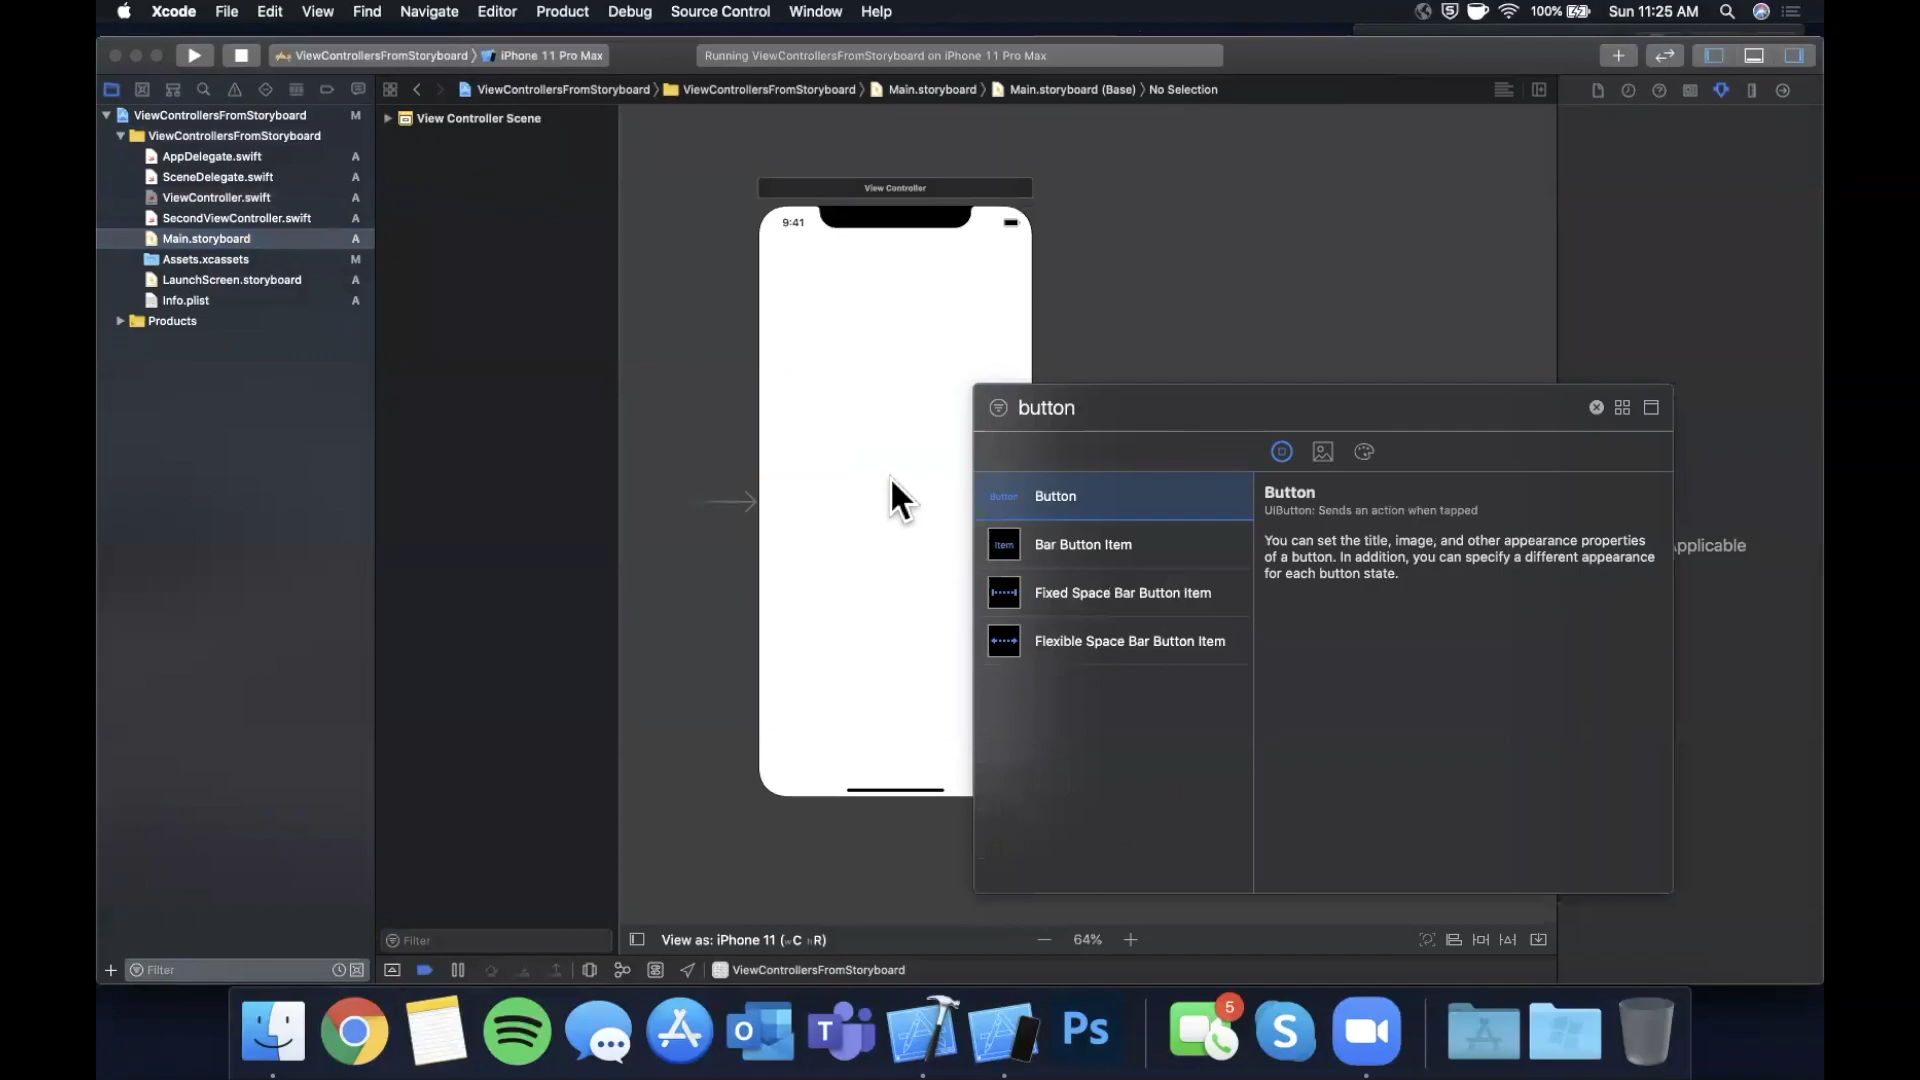 Xcode File Edit View Find Navigate Editor Product Debug Source Control Window Help
100% Sun 11:25 AM
ViewControllersFromStoryboard iPhone 11 Pro Max
Running ViewControllersFromStoryboard on iPhone 11 Pro Max
ViewControllersFromStoryboard ViewControllersFromStoryboard Main.storyboard Main.storyboard (Base) No Selection
ViewControllersFromStoryboard M
ViewControllersFromStoryboard
AppDelegate.swift A
SceneDelegate.swift A
ViewController.swift A
SecondViewController.swift A
Main.storyboard A
Assets.xcassets M
LaunchScreen.storyboard A
Info.plist A
Products
View Controller Scene
View Controller
9:41
button
Button Button
Item Bar Button Item
Fixed Space Bar Button Item
Flexible Space Bar Button Item
Button
UIButton: Sends an action when tapped
You can set the title, image, and other appearance properties
of a button. In addition, you can specify a different appearance
for each button state.
pplicable
Filter
View as: iPhone 11 (wC hR)
64%
Filter
ViewControllersFromStoryboard
5
O
T
Ps
S